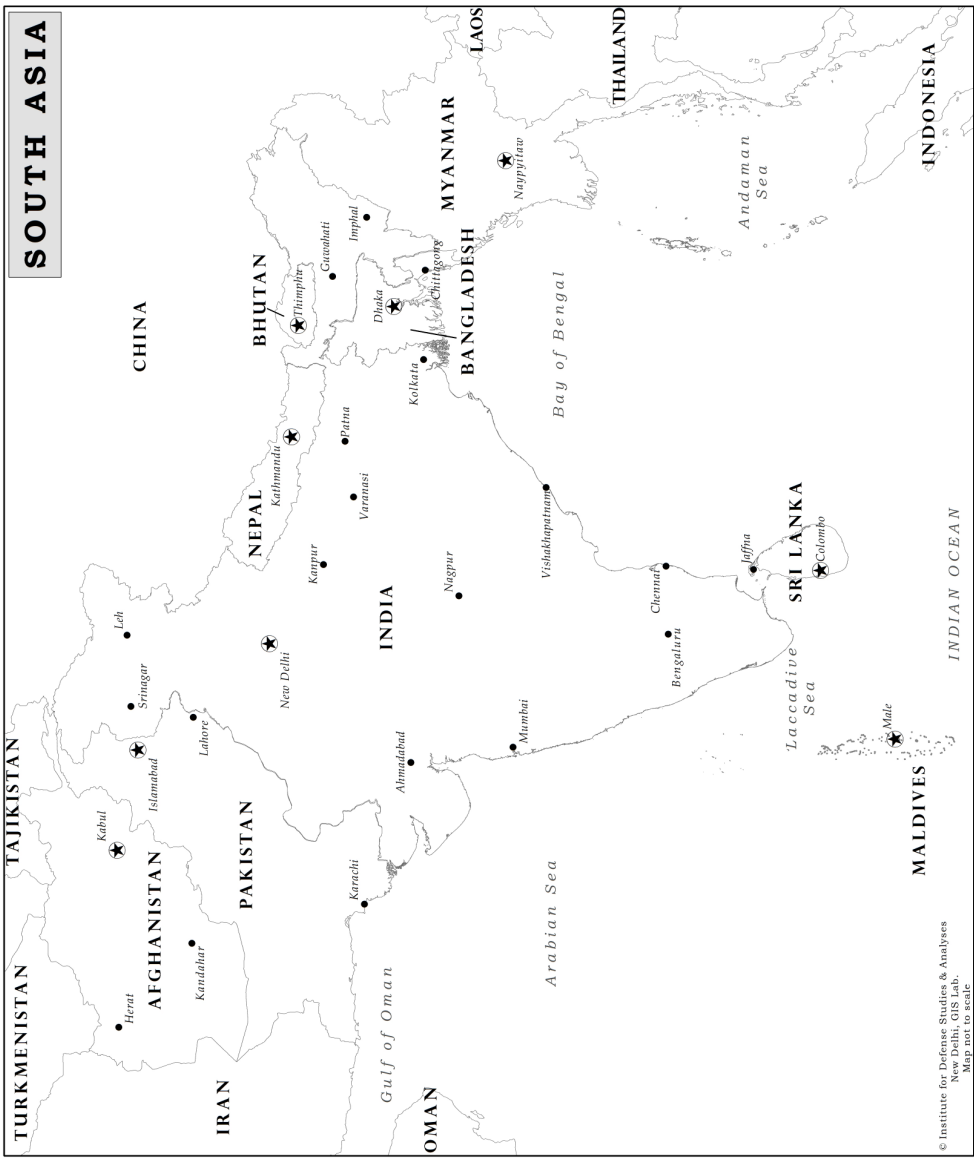 SOUTH ASIA
TURKMENISTAN
TAJIKISTAN
CHINA
Herat
Kabul
Islamabad
Srinagar
Leh
AFGHANISTAN
Kandahar
Lahore
IRAN
PAKISTAN
New Delhi
NEPAL
Kathmandu
BHUTAN
Thimphu
Guwahati
Imphal
Kanpur
Varanasi
Patna
Karachi
Gulf of Oman
OMAN
Ahmadabad
INDIA
Nagpur
Kolkata
Dhaka
Chittagong
BANGLADESH
MYANMAR
Naypyitaw
LAOS
THAILAND
Mumbai
Vishakhapatnam
Arabian Sea
Bay of Bengal
Bengaluru
Chennai
Jaffna
SRI LANKA
Colombo
Laccadive
Sea
Andaman
Sea
Male
MALDIVES
INDIAN OCEAN
INDONESIA
© Institute for Defense Studies & Analyses
New Delhi, GIS Lab.
Map not to scale